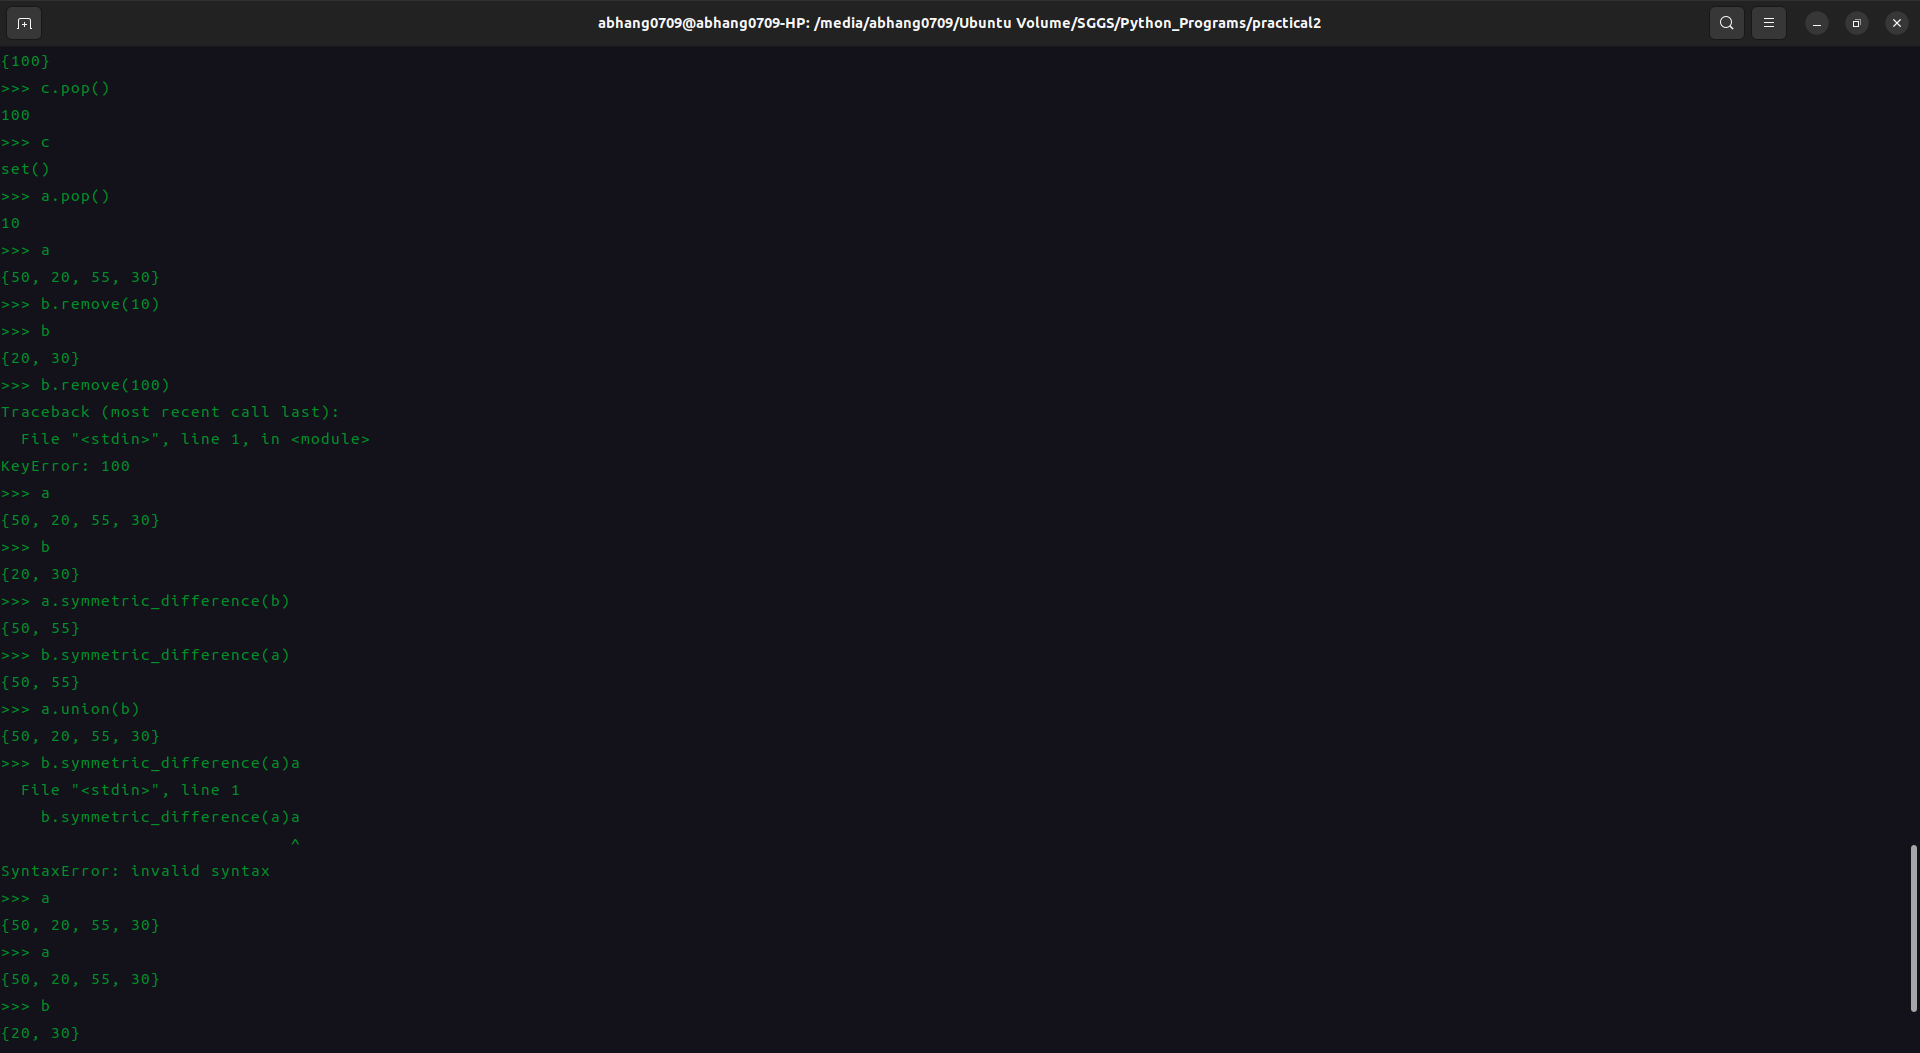 abhang0709@abhang0709-HP: /media/abhang0709/Ubuntu Volume/SGGS/Python_Programs/practical2
{100}
>>> c.pop()
100
>>> c
set()
>>> a.pop()
10
>>> a
{50, 20, 55, 30}
>>> b.remove(10)
>>> b
{20, 30}
>>> b.remove(100)
Traceback (most recent call last):
  File "<stdin>", line 1, in <module>
KeyError: 100
>>> a
{50, 20, 55, 30}
>>> b
{20, 30}
>>> a.symmetric_difference(b)
{50, 55}
>>> b.symmetric_difference(a)
{50, 55}
>>> a.union(b)
{50, 20, 55, 30}
>>> b.symmetric_difference(a)a
  File "<stdin>", line 1
    b.symmetric_difference(a)a
                             ^
SyntaxError: invalid syntax
>>> a
{50, 20, 55, 30}
>>> a
{50, 20, 55, 30}
>>> b
{20, 30}